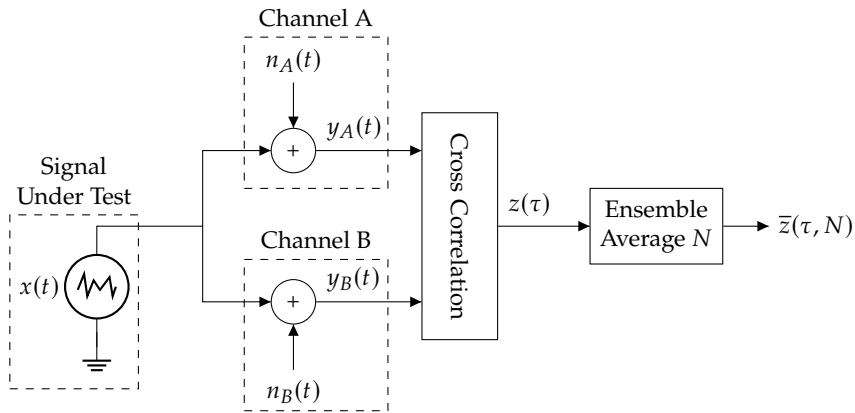 Channel A
n_A(t)
y_A(t)
+
Signal
Under Test
x(t)
Channel B
y_B(t)
+
n_B(t)
Cross Correlation
z(τ)
Ensemble
Average N
z̅(τ, N)